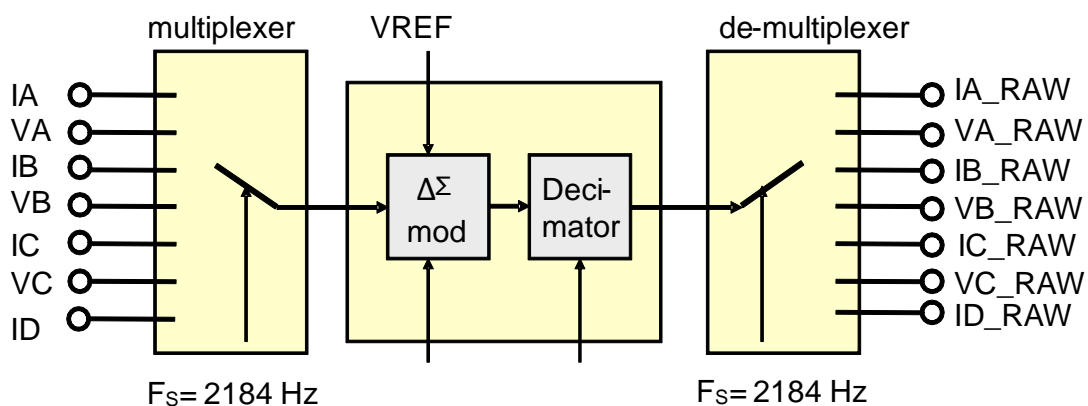 multiplexer
VREF
de-multiplexer
IA
VA
IB
VB
IC
VC
ID
ΔΣ
mod
Deci-
mator
IA_RAW
VA_RAW
IB_RAW
VB_RAW
IC_RAW
VC_RAW
ID_RAW
FS= 2184 Hz
FS= 2184 Hz